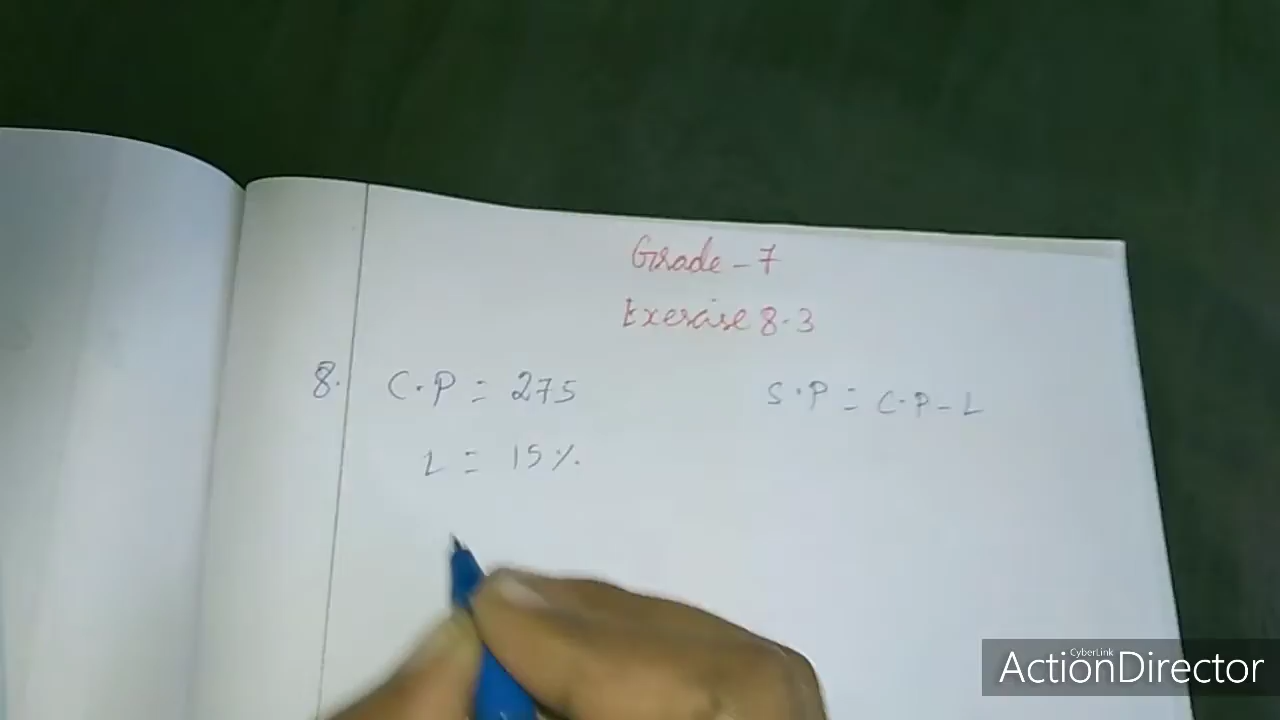 Grade - 7
Exercise 8.3
8. C.P = 275 S.P = C.P - L
L = 15%.
CyberLink
ActionDirector